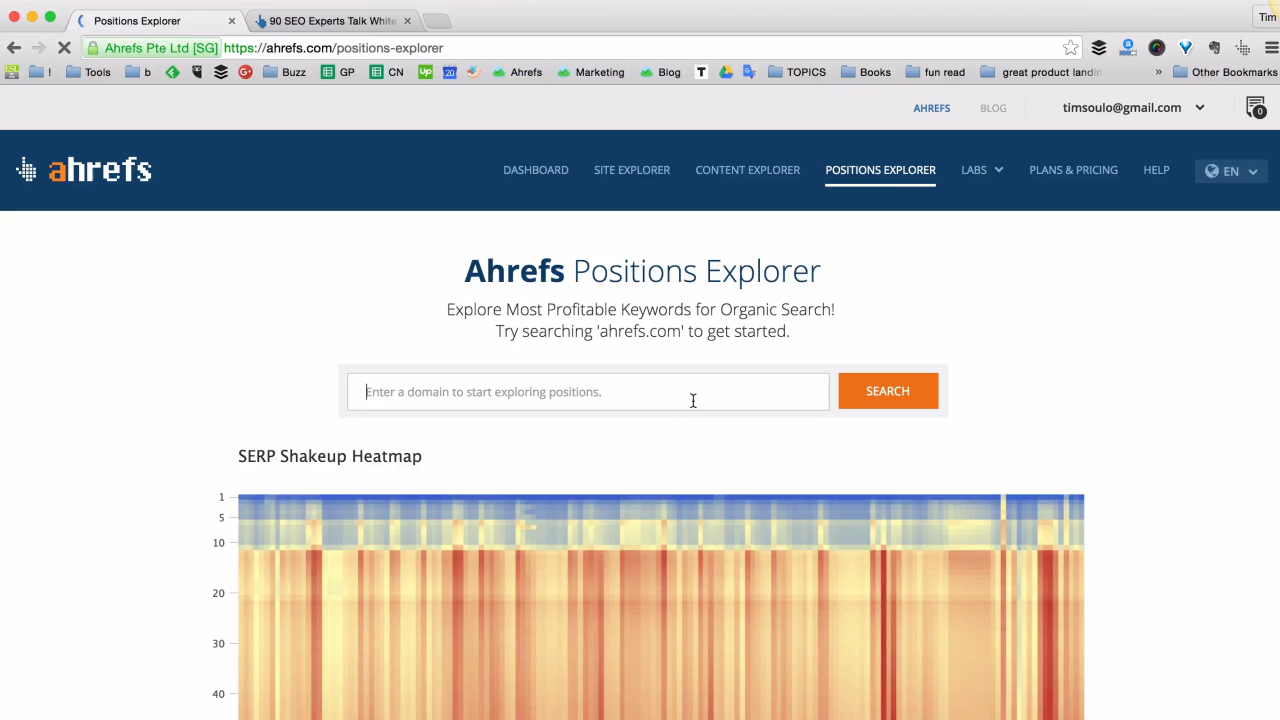 Positions Explorer
90 SEO Experts Talk White
Tim
Ahrefs Pte Ltd [SG] https://ahrefs.com/positions-explorer
! Tools b Buzz GP CN Up 20 Ahrefs Marketing Blog T TOPICS Books fun read great product landin » Other Bookmarks
AHREFS BLOG timsoulo@gmail.com 0
ahrefs DASHBOARD SITE EXPLORER CONTENT EXPLORER POSITIONS EXPLORER LABS PLANS & PRICING HELP EN
Ahrefs Positions Explorer
Explore Most Profitable Keywords for Organic Search!
Try searching 'ahrefs.com' to get started.
Enter a domain to start exploring positions. SEARCH
SERP Shakeup Heatmap
1
5
10
20
30
40